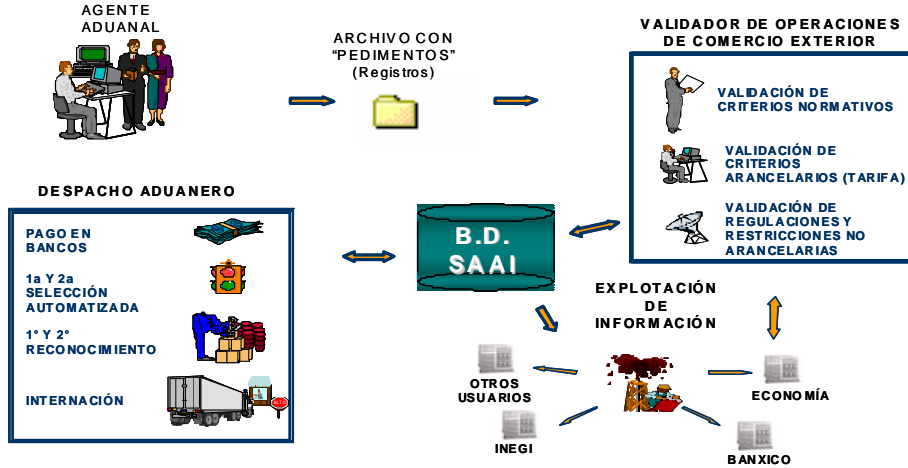 AGENTE
ADUANAL
ARCHIVO CON
“PEDIMENTOS”
(Registros)
VALIDADOR DE OPERACIONES
DE COMERCIO EXTERIOR
VALIDACIÓN DE
CRITERIOS NORMATIVOS
VALIDACIÓN DE
CRITERIOS
ARANCELARIOS (TARIFA)
VALIDACIÓN DE
REGULACIONES Y
RESTRICCIONES NO
ARANCELARIAS
DESPACHO ADUANERO
PAGO EN
BANCOS
1a Y 2a
SELECCIÓN
AUTOMATIZADA
1° Y 2°
RECONOCIMIENTO
INTERNACIÓN
B.D.
SAAI
EXPLOTACIÓN
DE
INFORMACIÓN
OTROS
USUARIOS
INEGI
ECONOMÍA
BANXICO